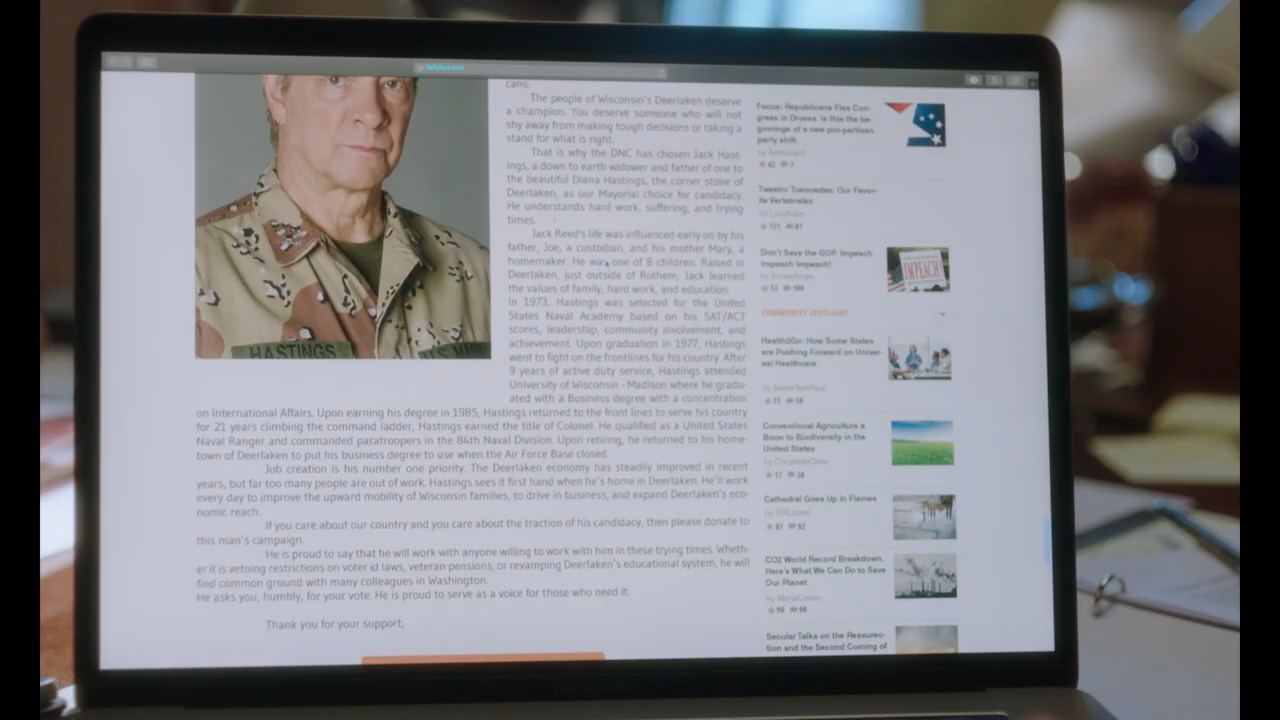 cans.
The people of Wisconsin's Deerlaken deserve
a champion. You deserve someone who will not
shy away from making tough decisions or taking a
stand for what is right.
That is why the DNC has chosen Jack Hast-
ings, a down to earth widower and father of one to
the beautiful Diana Hastings, the corner stone of
Deerlaken, as our Mayorial choice for candidacy.
He understands hard work, suffering, and trying
times.
Jack Reed's life was influenced early on by his
father, Joe, a custodian, and his mother Mary, a
homemaker. He was one of 8 children. Raised in
Deerlaken, just outside of Rothem, Jack learned
the values of family, hard work, and education.
In 1973, Hastings was selected for the United
States Naval Academy based on his SAT/ACT
scores, leadership, community involvement, and
achievement. Upon graduation in 1977, Hastings
went to fight on the frontlines for his country. After
9 years of active duty service, Hastings attended
University of Wisconsin - Madison where he gradu-
ated with a Business degree with a concentration
on International Affairs. Upon earning his degree in 1985, Hastings returned to the front lines to serve his country
for 21 years climbing the command ladder, Hastings earned the title of Colonel. He qualified as a United States
Naval Ranger and commanded paratroopers in the 84th Naval Division. Upon retiring, he returned to his home-
town of Deerlaken to put his business degree to use when the Air Force Base closed.
Job creation is his number one priority. The Deerlaken economy has steadily improved in recent
years, but far too many people are out of work. Hastings sees it first hand when he's home in Deerlaken. He'll work
every day to improve the upward mobility of Wisconsin families, to drive in business, and expand Deerlaken's eco-
nomic reach.
If you care about our country and you care about the traction of his candidacy, then please donate to
this man's campaign.
He is proud to say that he will work with anyone willing to work with him in these trying times. Wheth-
er it is vetoing restrictions on voter id laws, veteran pensions, or revamping Deerlaken's educational system, he will
find common ground with many colleagues in Washington.
He asks you, humbly, for your vote. He is proud to serve as a voice for those who need it.
Thank you for your support,
HASTINGS
Focus: Republicans Flee Con-
gress in Droves. Is this the be-
ginnings of a new pro-partisan
party shift.
by
42 7
Tweetin' Tuesdae: Our Favor-
ite Vertebrates
by
121 81
Don't Save the GOP, Impeach
Impeach Impeach!
by
53 100
IMPEACH
COMMUNITY SPOTLIGHT
Health2Go: How Some States
are Pushing Forward on Univer-
sal Healthcare
by
31 38
Conventional Agriculture a
Boon to Biodiversity in the
United States
by
17 38
Cathedral Goes Up in Flames
by
87 92
CO2 World Record Breakdown.
Here's What We Can Do to Save
Our Planet
by
90 98
Secular Talks on the Resurrec-
tion and the Second Coming of